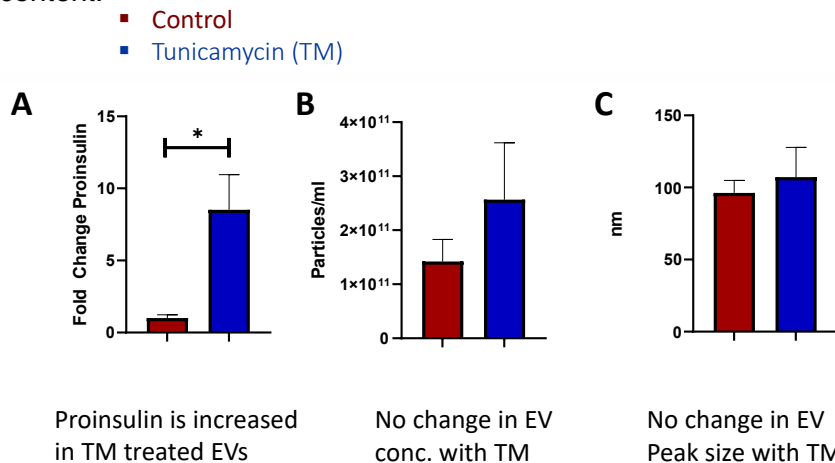 ▪ Control
▪ Tunicamycin (TM)
A
B
C
Fold Change Proinsulin
15
10
5
0
*
Particles/ml
4×10¹¹
3×10¹¹
2×10¹¹
1×10¹¹
0
nm
150
100
50
0
Proinsulin is increased
in TM treated EVs
No change in EV
conc. with TM
No change in EV
Peak size with TM